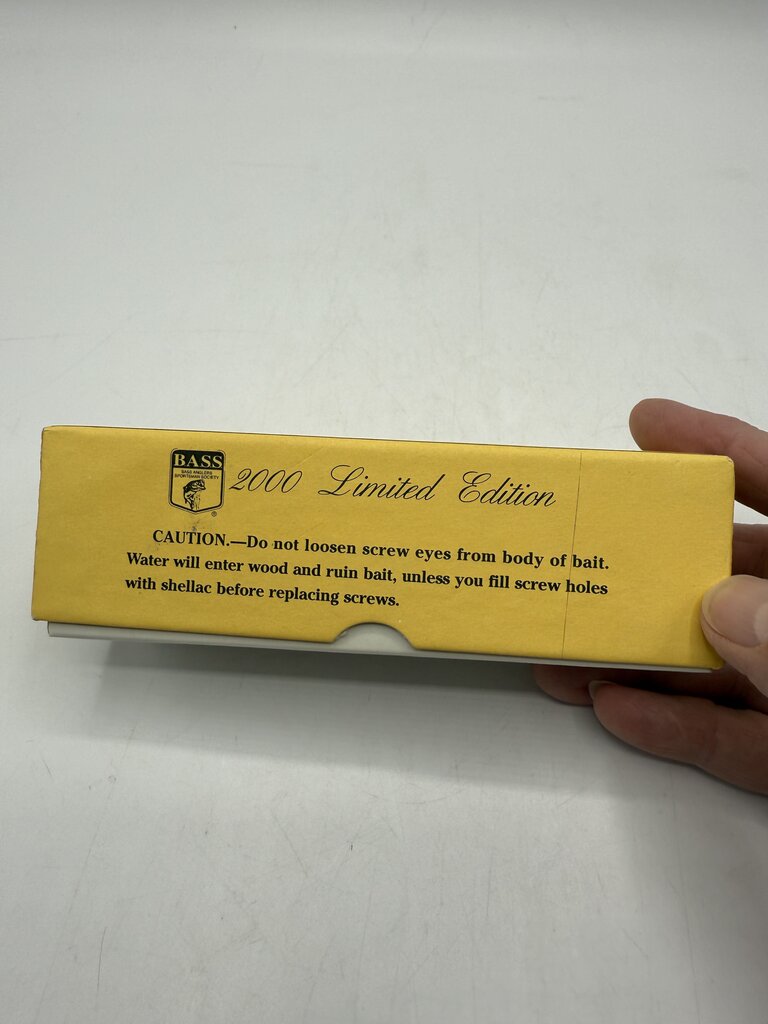 BASS
BASS ANGLERS
SPORTSMAN SOCIETY
®
2000 Limited Edition
CAUTION.—Do not loosen screw eyes from body of bait.
Water will enter wood and ruin bait, unless you fill screw holes
with shellac before replacing screws.